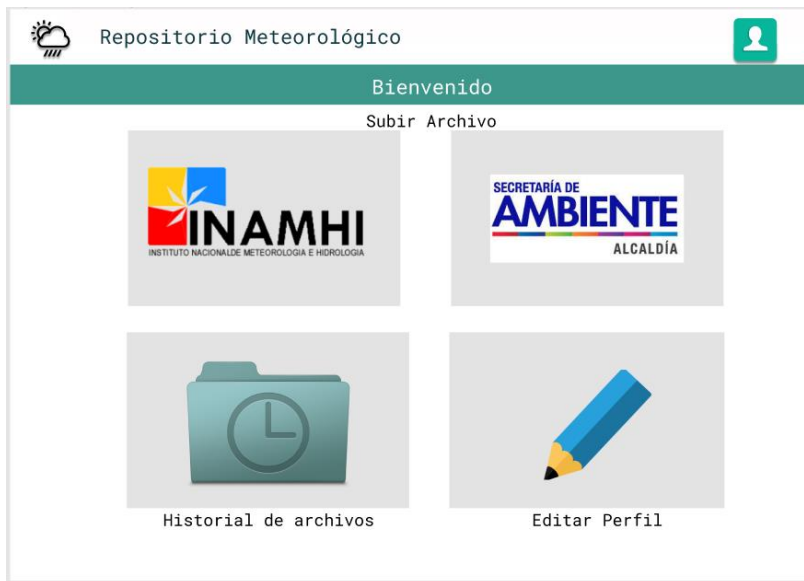 Repositorio Meteorológico
Bienvenido
Subir Archivo
INAMHI
INSTITUTO NACIONALDE METEOROLOGIA E HIDROLOGIA
SECRETARÍA DE
AMBIENTE
ALCALDÍA
Historial de archivos
Editar Perfil